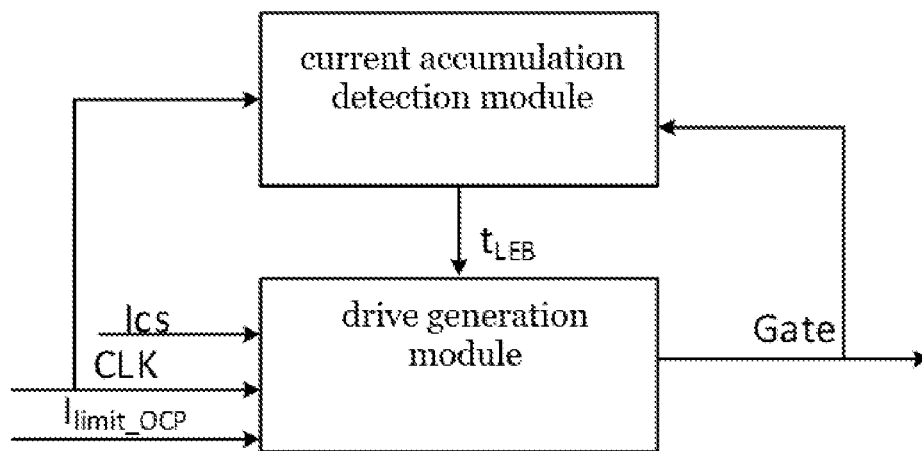 current accumulation
detection module
tLEB
Ics
drive generation
module
Gate
CLK
Ilimit_OCP